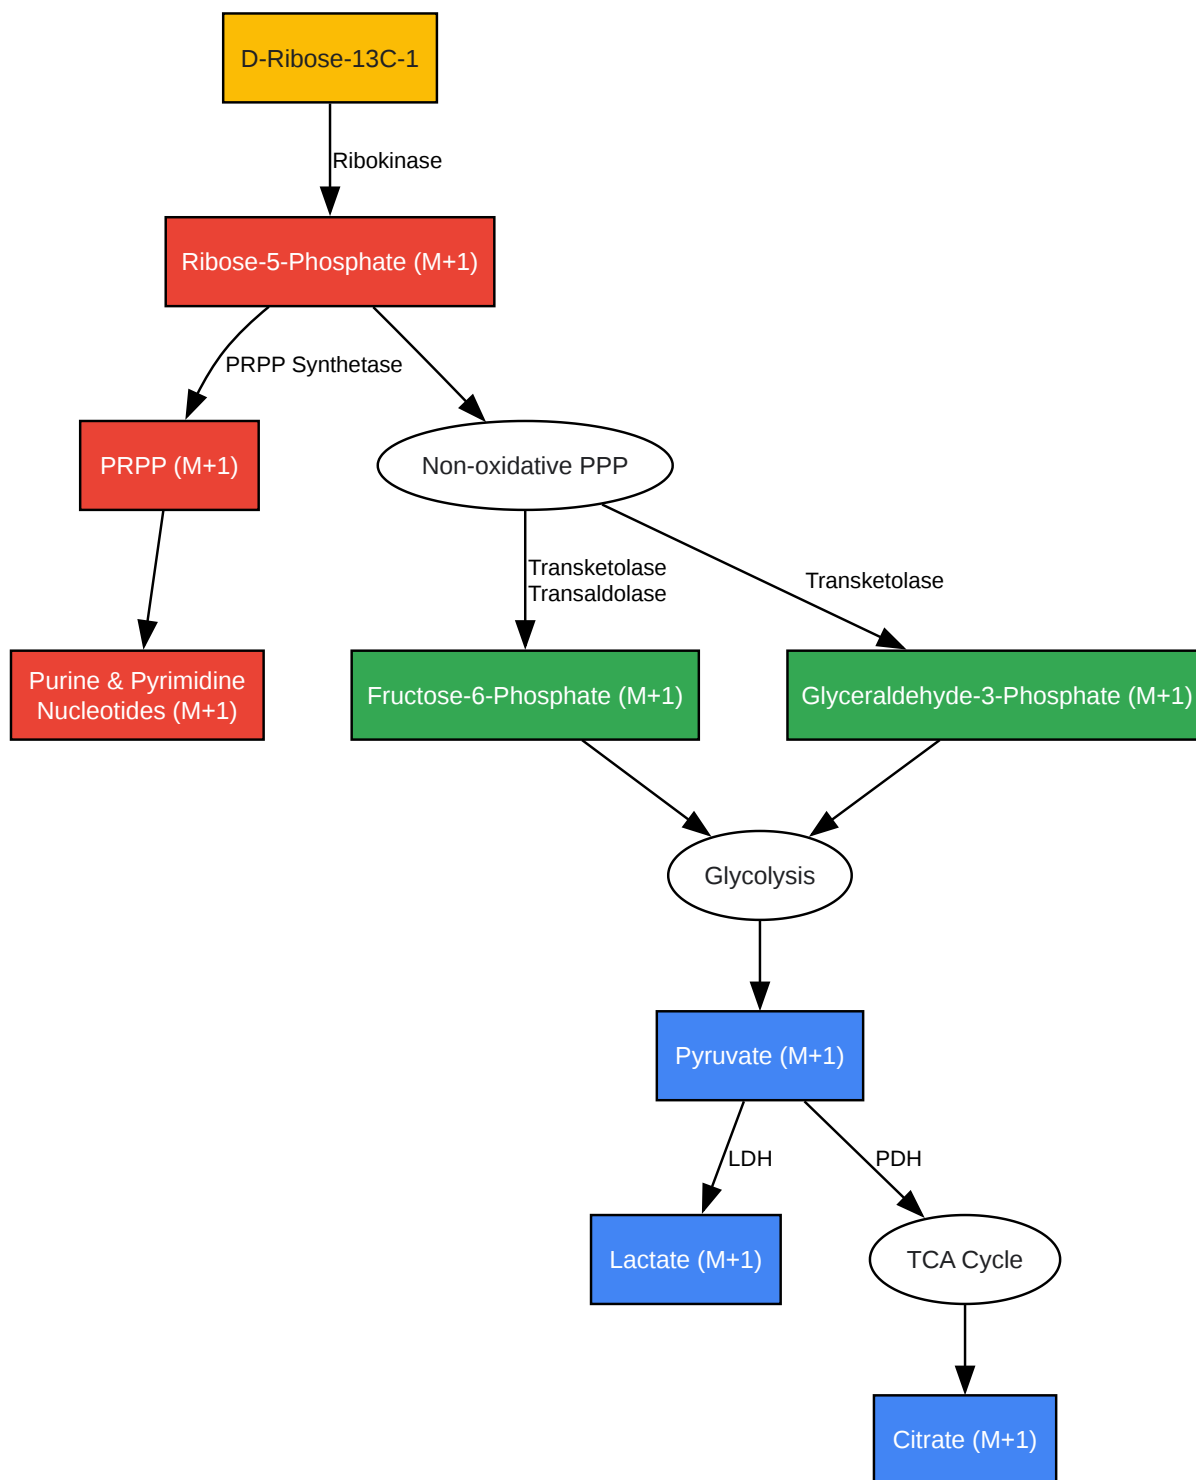 D-Ribose-13C-1
Ribokinase
Ribose-5-Phosphate (M+1)
PRPP Synthetase
PRPP (M+1)
Non-oxidative PPP
Transketolase
Transaldolase
Transketolase
Purine & Pyrimidine
Nucleotides (M+1)
Fructose-6-Phosphate (M+1)
Glyceraldehyde-3-Phosphate (M+1)
Glycolysis
Pyruvate (M+1)
LDH
PDH
Lactate (M+1)
TCA Cycle
Citrate (M+1)